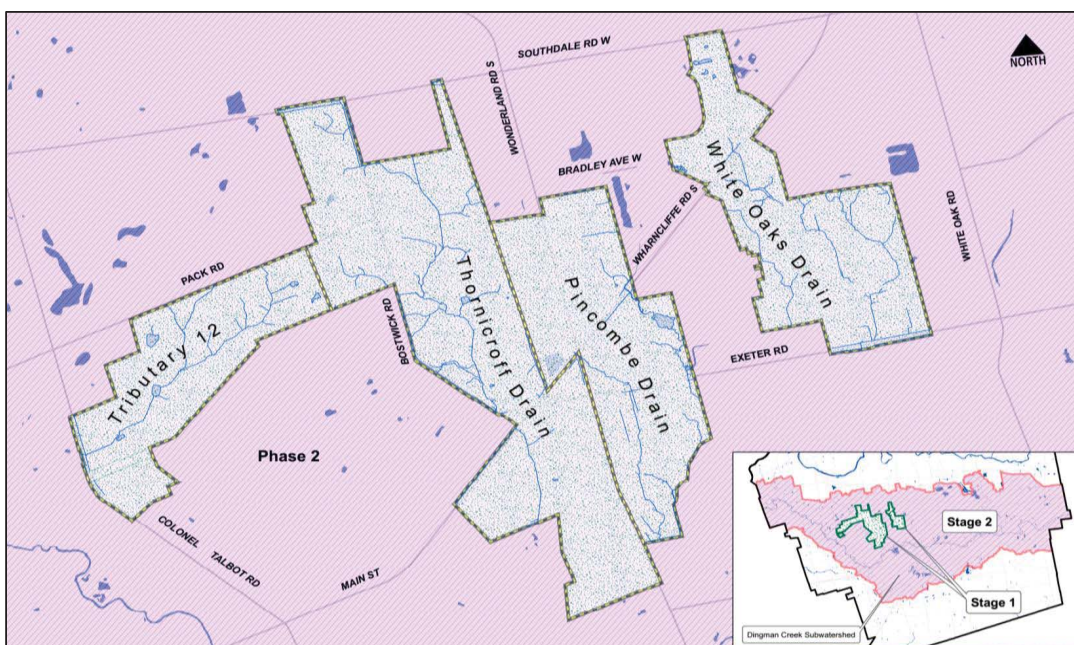 SOUTHDALE RD W
NORTH
WONDERLAND RD S
BRADLEY AVE W
WHARNCLIFFE RD S
White Oaks Drain
WHITE OAK RD
PACK RD
BOSTWICK RD
Thornicroff Drain
Pincombe Drain
Tributary 12
EXETER RD
Phase 2
COLONEL TALBOT RD
MAIN ST
Stage 2
Stage 1
Dingman Creek Subwatershed